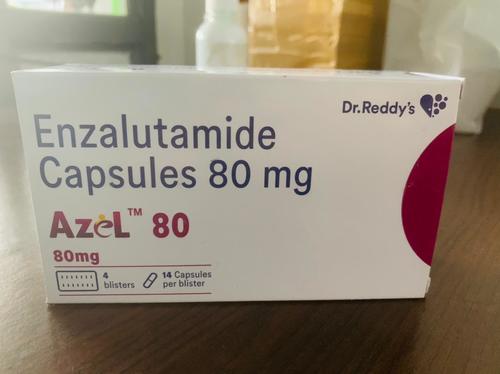 Dr.Reddy's
Enzalutamide
Capsules 80 mg
AzeL™ 80
80mg
4 blisters
14 Capsules per blister